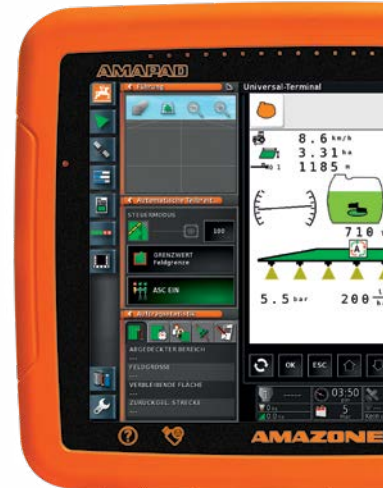 AMAPAD
Führung
Universal-Terminal
8.6 km/h
3.31 ha
1185 m
Automatische Teilbreit
STEUERMODUS
100
GRENZWERT
Feldgrenze
ASC EIN
710
A
5.5 bar
200
Auftragsstatistik
ABGEDECKTER BEREICH
---
FELDGRÖSSE
---
VERBLEIBENDE FLÄCHE
---
ZURÜCKGEL. STRECKE
---
OK
ESC
03:50
pm
5
AMAZONE